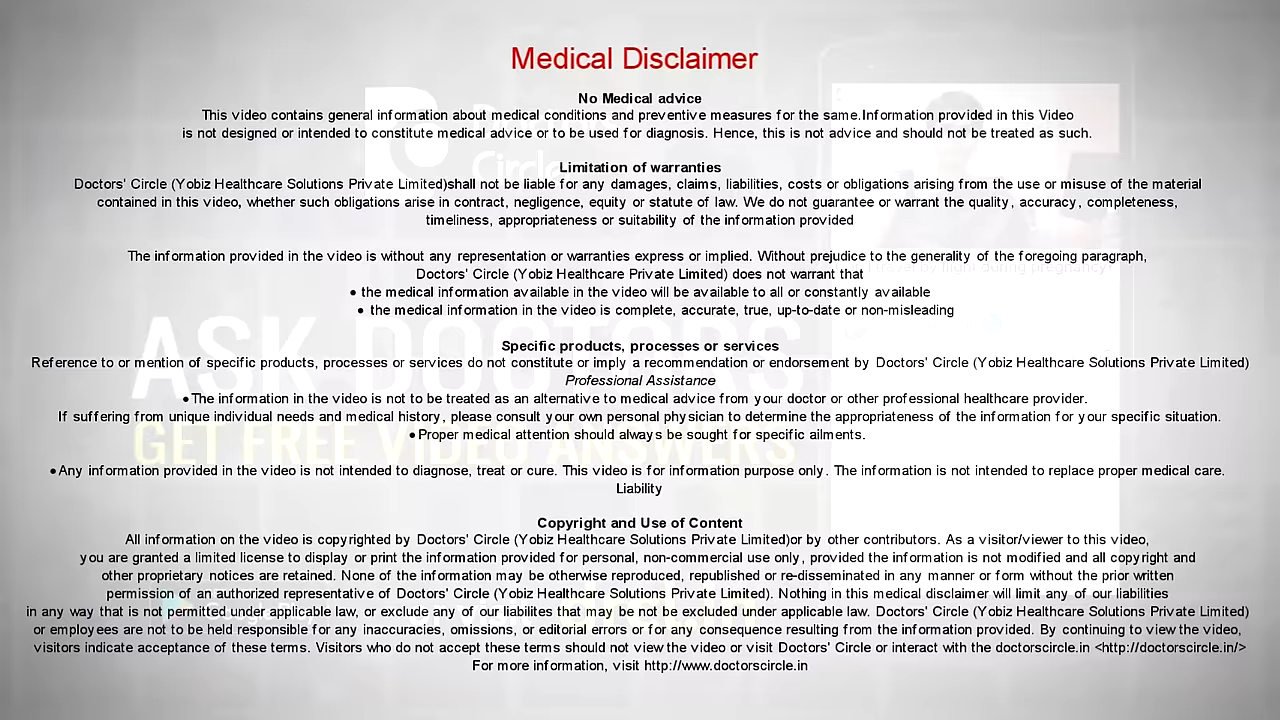 Medical Disclaimer
No Medical advice
This video contains general information about medical conditions and preventive measures for the same.Information provided in this Video
is not designed or intended to constitute medical advice or to be used for diagnosis. Hence, this is not advice and should not be treated as such.
Limitation of warranties
Doctors' Circle (Yobiz Healthcare Solutions Private Limited)shall not be liable for any damages, claims, liabilities, costs or obligations arising from the use or misuse of the material
contained in this video, whether such obligations arise in contract, negligence, equity or statute of law. We do not guarantee or warrant the quality, accuracy, completeness,
timeliness, appropriateness or suitability of the information provided
The information provided in the video is without any representation or warranties express or implied. Without prejudice to the generality of the foregoing paragraph,
Doctors' Circle (Yobiz Healthcare Private Limited) does not warrant that
• the medical information available in the video will be available to all or constantly available
• the medical information in the video is complete, accurate, true, up-to-date or non-misleading
Specific products, processes or services
Reference to or mention of specific products, processes or services do not constitute or imply a recommendation or endorsement by Doctors' Circle (Yobiz Healthcare Solutions Private Limited)
Professional Assistance
•The information in the video is not to be treated as an alternative to medical advice from your doctor or other professional healthcare provider.
If suffering from unique individual needs and medical history, please consult your own personal physician to determine the appropriateness of the information for your specific situation.
•Proper medical attention should always be sought for specific ailments.
•Any information provided in the video is not intended to diagnose, treat or cure. This video is for information purpose only. The information is not intended to replace proper medical care.
Liability
Copyright and Use of Content
All information on the video is copyrighted by Doctors' Circle (Yobiz Healthcare Solutions Private Limited)or by other contributors. As a visitor/viewer to this video,
you are granted a limited license to display or print the information provided for personal, non-commercial use only, provided the information is not modified and all copyright and
other proprietary notices are retained. None of the information may be otherwise reproduced, republished or re-disseminated in any manner or form without the prior written
permission of an authorized representative of Doctors' Circle (Yobiz Healthcare Solutions Private Limited). Nothing in this medical disclaimer will limit any of our liabilities
in any way that is not permitted under applicable law, or exclude any of our liabilites that may be not be excluded under applicable law. Doctors' Circle (Yobiz Healthcare Solutions Private Limited)
or employees are not to be held responsible for any inaccuracies, omissions, or editorial errors or for any consequence resulting from the information provided. By continuing to view the video,
visitors indicate acceptance of these terms. Visitors who do not accept these terms should not view the video or visit Doctors' Circle or interact with the doctorscircle.in <http://doctorscircle.in/>
For more information, visit http://www.doctorscircle.in
ASK DOCTORS
GET FREE VIDEO ANSWERS